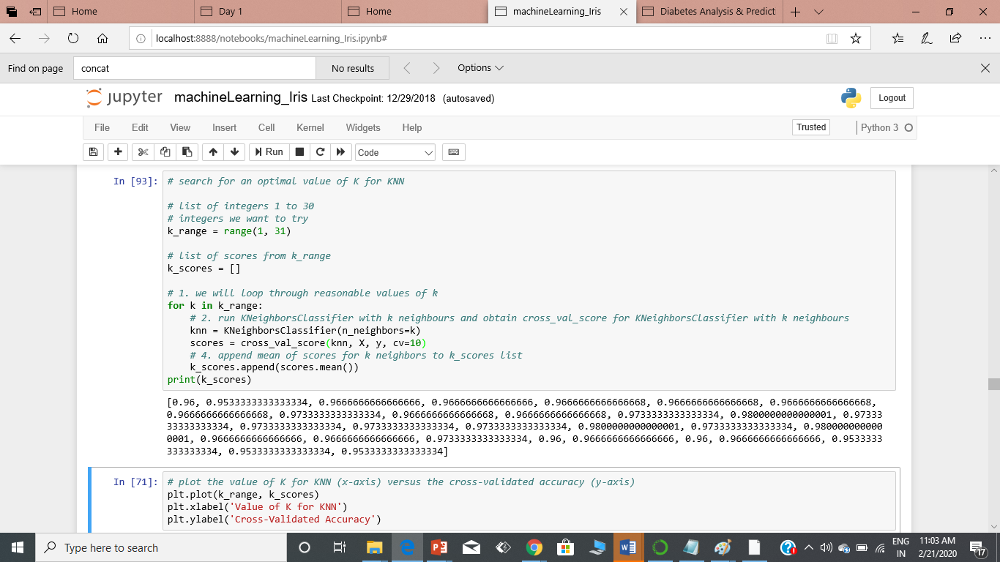 Home
Day 1
Home
machineLearning_Iris
Diabetes Analysis & Predict
localhost:8888/notebooks/machineLearning_Iris.ipynb#
Find on page
concat
No results
Options
jupyter machineLearning_Iris Last Checkpoint: 12/29/2018 (autosaved)
Logout
File Edit View Insert Cell Kernel Widgets Help
Trusted
Python 3
Run
Code
In [93]:
# search for an optimal value of K for KNN
# list of integers 1 to 30
# integers we want to try
k_range = range(1, 31)
# list of scores from k_range
k_scores = []
# 1. we will loop through reasonable values of k
for k in k_range:
    # 2. run KNeighborsClassifier with k neighbours and obtain cross_val_score for KNeighborsClassifier with k neighbours
    knn = KNeighborsClassifier(n_neighbors=k)
    scores = cross_val_score(knn, X, y, cv=10)
    # 4. append mean of scores for k neighbors to k_scores list
    k_scores.append(scores.mean())
print(k_scores)
[0.96, 0.9533333333333334, 0.9666666666666666, 0.9666666666666666, 0.9666666666666668, 0.9666666666666668, 0.9666666666666668,
0.9666666666666668, 0.9733333333333334, 0.9666666666666668, 0.9666666666666668, 0.9733333333333334, 0.9800000000000001, 0.97333
33333333334, 0.9733333333333334, 0.9733333333333334, 0.9733333333333334, 0.9800000000000001, 0.9733333333333334, 0.980000000000
0001, 0.9666666666666666, 0.9666666666666666, 0.9733333333333334, 0.96, 0.9666666666666666, 0.96, 0.9666666666666666, 0.9533333
333333334, 0.9533333333333334, 0.9533333333333334]
In [71]:
# plot the value of K for KNN (x-axis) versus the cross-validated accuracy (y-axis)
plt.plot(k_range, k_scores)
plt.xlabel('Value of K for KNN')
plt.ylabel('Cross-Validated Accuracy')
Type here to search
ENG
IN
11:03 AM
2/21/2020
17